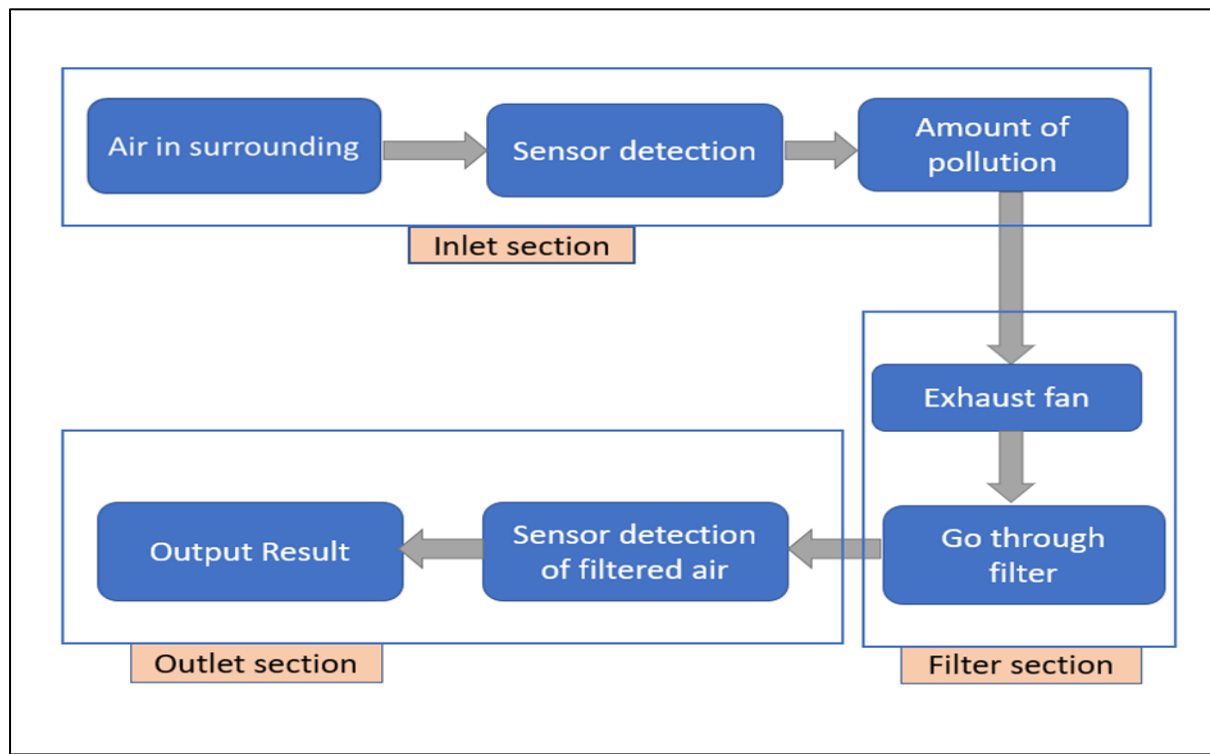 Air in surrounding
Sensor detection
Amount of
pollution
Inlet section
Exhaust fan
Go through
filter
Filter section
Sensor detection
of filtered air
Output Result
Outlet section